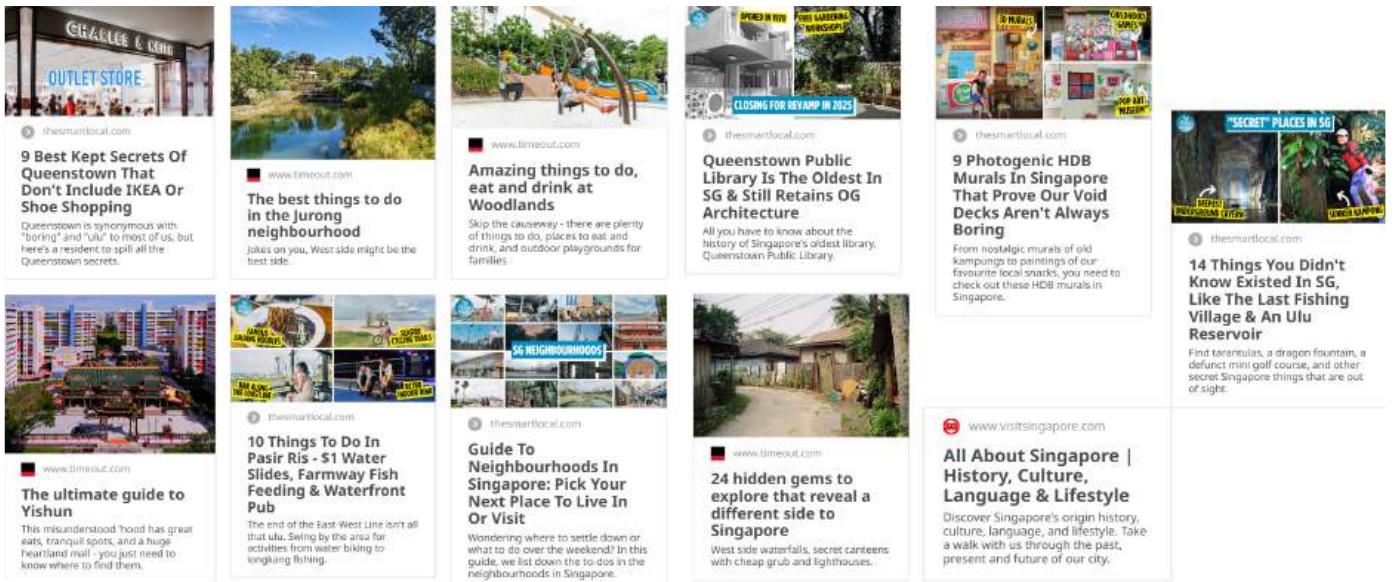 CHARLES & KEITH
OUTLET STORE
thesmartlocal.com
9 Best Kept Secrets Of
Queenstown That
Don't Include IKEA Or
Shoe Shopping
Queenstown is synonymous with
"boring" and "ulu" to most of us, but
here's a resident to spill all the
Queenstown secrets.
www.timeout.com
The best things to do
in the Jurong
neighbourhood
Jokes on you, West side might be the
best side.
www.timeout.com
Amazing things to do,
eat and drink at
Woodlands
Skip the causeway - there are plenty
of things to do, places to eat and
drink, and outdoor playgrounds for
families
OPENED IN 1970
FREE GARDENING
WORKSHOPS
CLOSING FOR REVAMP IN 2025
thesmartlocal.com
Queenstown Public
Library Is The Oldest In
SG & Still Retains OG
Architecture
All you have to know about the
history of Singapore's oldest library,
Queenstown Public Library.
3D MURALS
CHILDHOOD
GAMES
POP ART
MUSEUM
thesmartlocal.com
9 Photogenic HDB
Murals In Singapore
That Prove Our Void
Decks Aren't Always
Boring
From nostalgic murals of old
kampungs to paintings of our
favourite local snacks, you need to
check out these HDB murals in
Singapore.
"SECRET" PLACES IN SG
DEEPEST
UNDERGROUND CAVERN
SUNKEN KAMPUNG
thesmartlocal.com
14 Things You Didn't
Know Existed In SG,
Like The Last Fishing
Village & An Ulu
Reservoir
Find tarantulas, a dragon fountain, a
defunct mini golf course, and other
secret Singapore things that are out
of sight.
www.timeout.com
The ultimate guide to
Yishun
This misunderstood 'hood has great
eats, tranquil spots, and a huge
heartland mall - you just need to
know where to find them.
SEASIDE
CYCLING TRAILS
BAR ALONG
THE COASTLINE
thesmartlocal.com
10 Things To Do In
Pasir Ris - $1 Water
Slides, Farmway Fish
Feeding & Waterfront
Pub
The end of the East-West Line isn't all
that ulu. Swing by the area for
activities from water biking to
longkang fishing.
SG NEIGHBOURHOODS
thesmartlocal.com
Guide To
Neighbourhoods In
Singapore: Pick Your
Next Place To Live In
Or Visit
Wondering where to settle down or
what to do over the weekend? In this
guide, we list down the to-dos in the
neighbourhoods in Singapore.
www.timeout.com
24 hidden gems to
explore that reveal a
different side to
Singapore
West side waterfalls, secret canteens
with cheap grub and lighthouses.
www.visitsingapore.com
All About Singapore |
History, Culture,
Language & Lifestyle
Discover Singapore's origin history,
culture, language, and lifestyle. Take
a walk with us through the past,
present and future of our city.